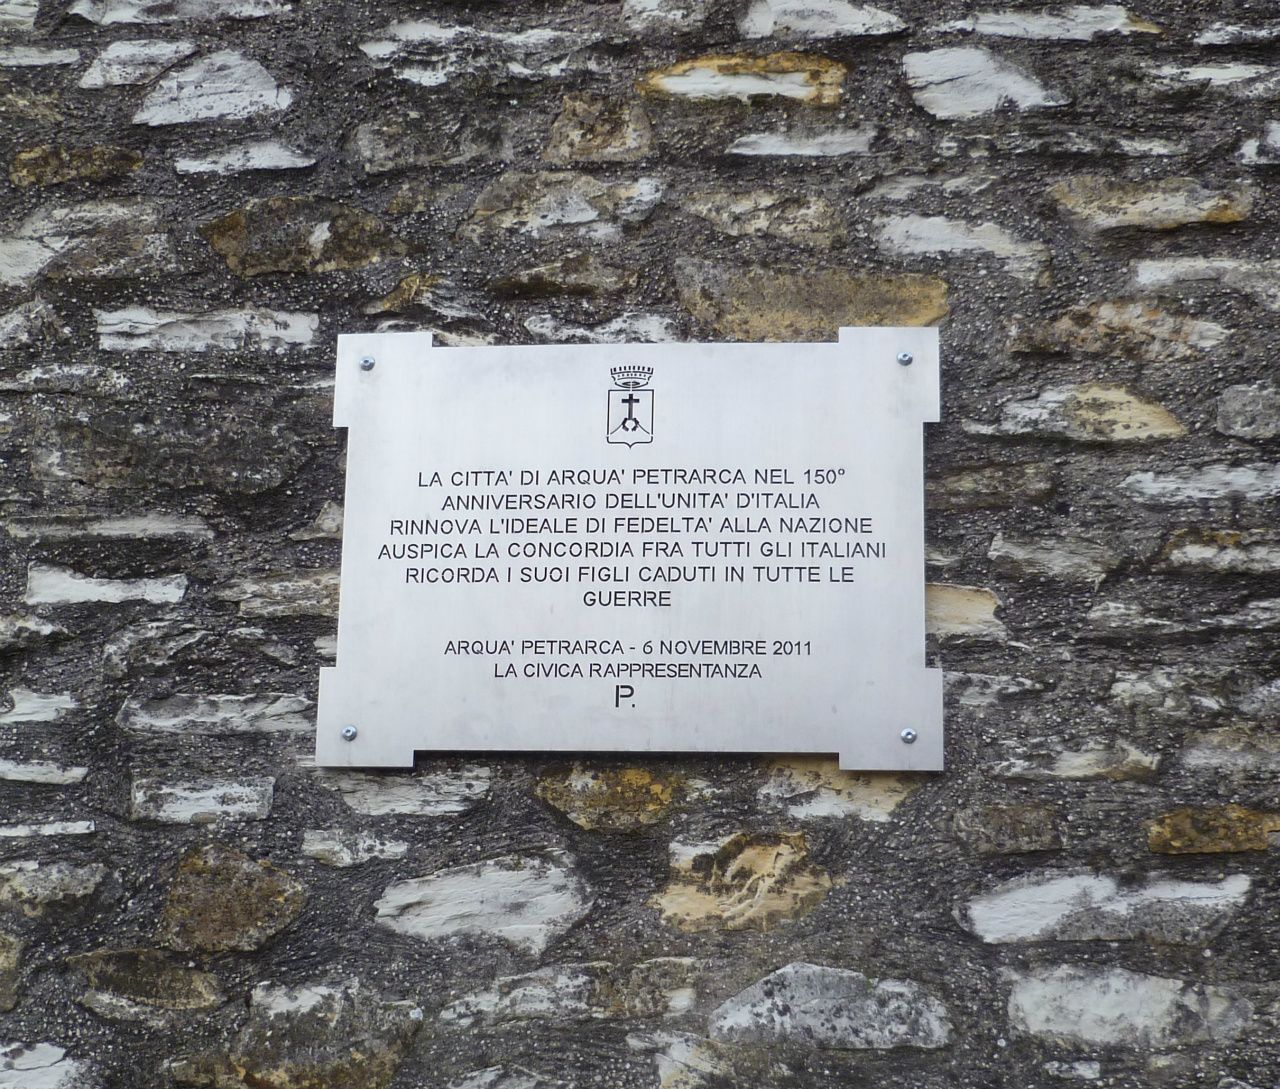 LA CITTA' DI ARQUA' PETRARCA NEL 150°
ANNIVERSARIO DELL'UNITA' D'ITALIA
RINNOVA L'IDEALE DI FEDELTA' ALLA NAZIONE
AUSPICA LA CONCORDIA FRA TUTTI GLI ITALIANI
RICORDA I SUOI FIGLI CADUTI IN TUTTE LE
GUERRE
ARQUA' PETRARCA - 6 NOVEMBRE 2011
LA CIVICA RAPPRESENTANZA
P.